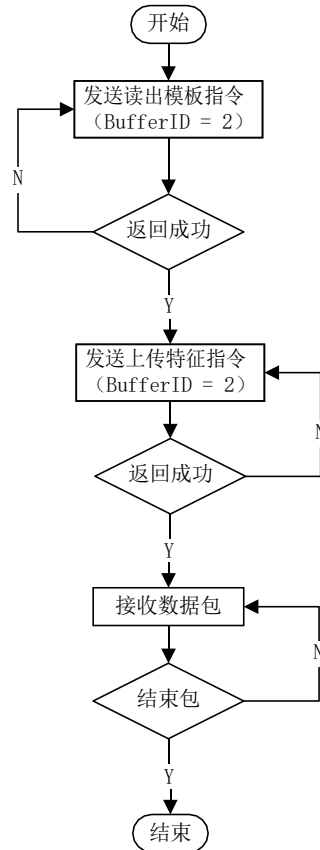 开始
发送读出模板指令
（BufferID = 2）
N
返回成功
Y
发送上传特征指令
（BufferID = 2）
N
返回成功
Y
接收数据包
N
结束包
Y
结束